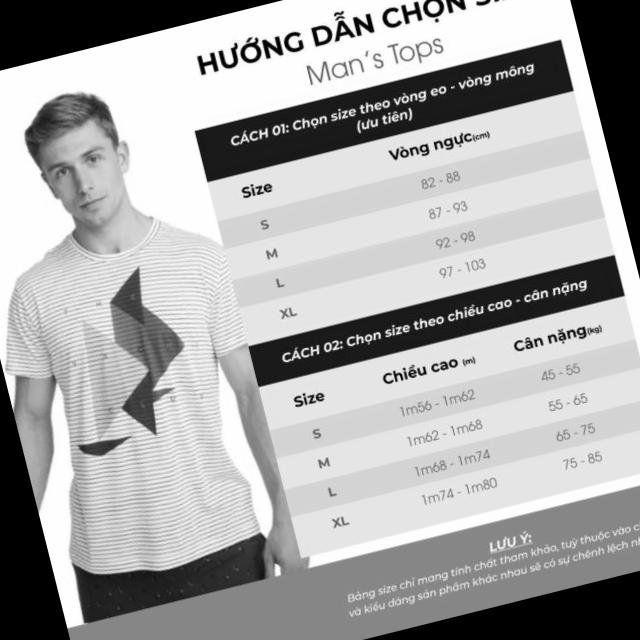 HƯỚNG DẪN CHỌN
Man's Tops
CÁCH 01: Chọn size theo vòng eo - vòng mông
(ưu tiên)
Size Vòng ngực(cm)
S 82 - 88
M 87 - 93
L 92 - 98
XL 97 - 103
CÁCH 02: Chọn size theo chiều cao - cân nặng
Size Chiều cao (m) Cân nặng(kg)
S 1m56 - 1m62 45 - 55
M 1m62 - 1m68 55 - 65
L 1m68 - 1m74 65 - 75
XL 1m74 - 1m80 75 - 85
LƯU Ý:
Bảng size chỉ mang tính chất tham khảo, tuỳ thuộc vào
và kiểu dáng sản phẩm khác nhau sẽ có sự chênh lệch